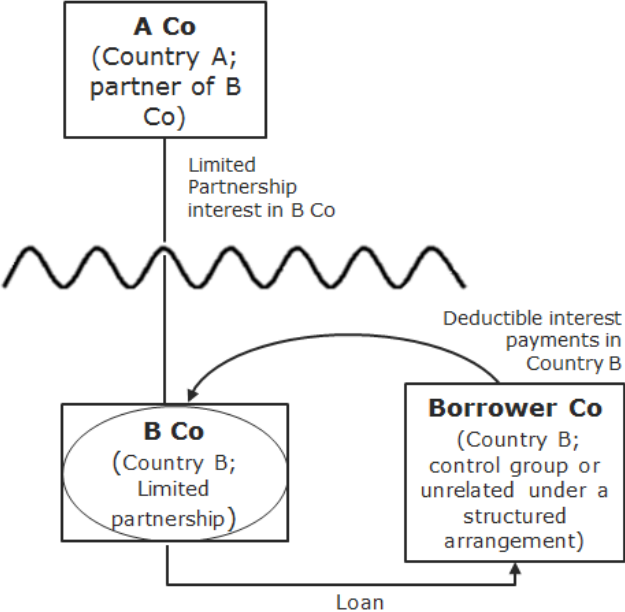 A Co
(Country A;
partner of B
Co)
Limited
Partnership
interest in B Co
Deductible interest
payments in
Country B
B Co
(Country B;
Limited
partnership)
Borrower Co
(Country B;
control group or
unrelated under a
structured
arrangement)
Loan